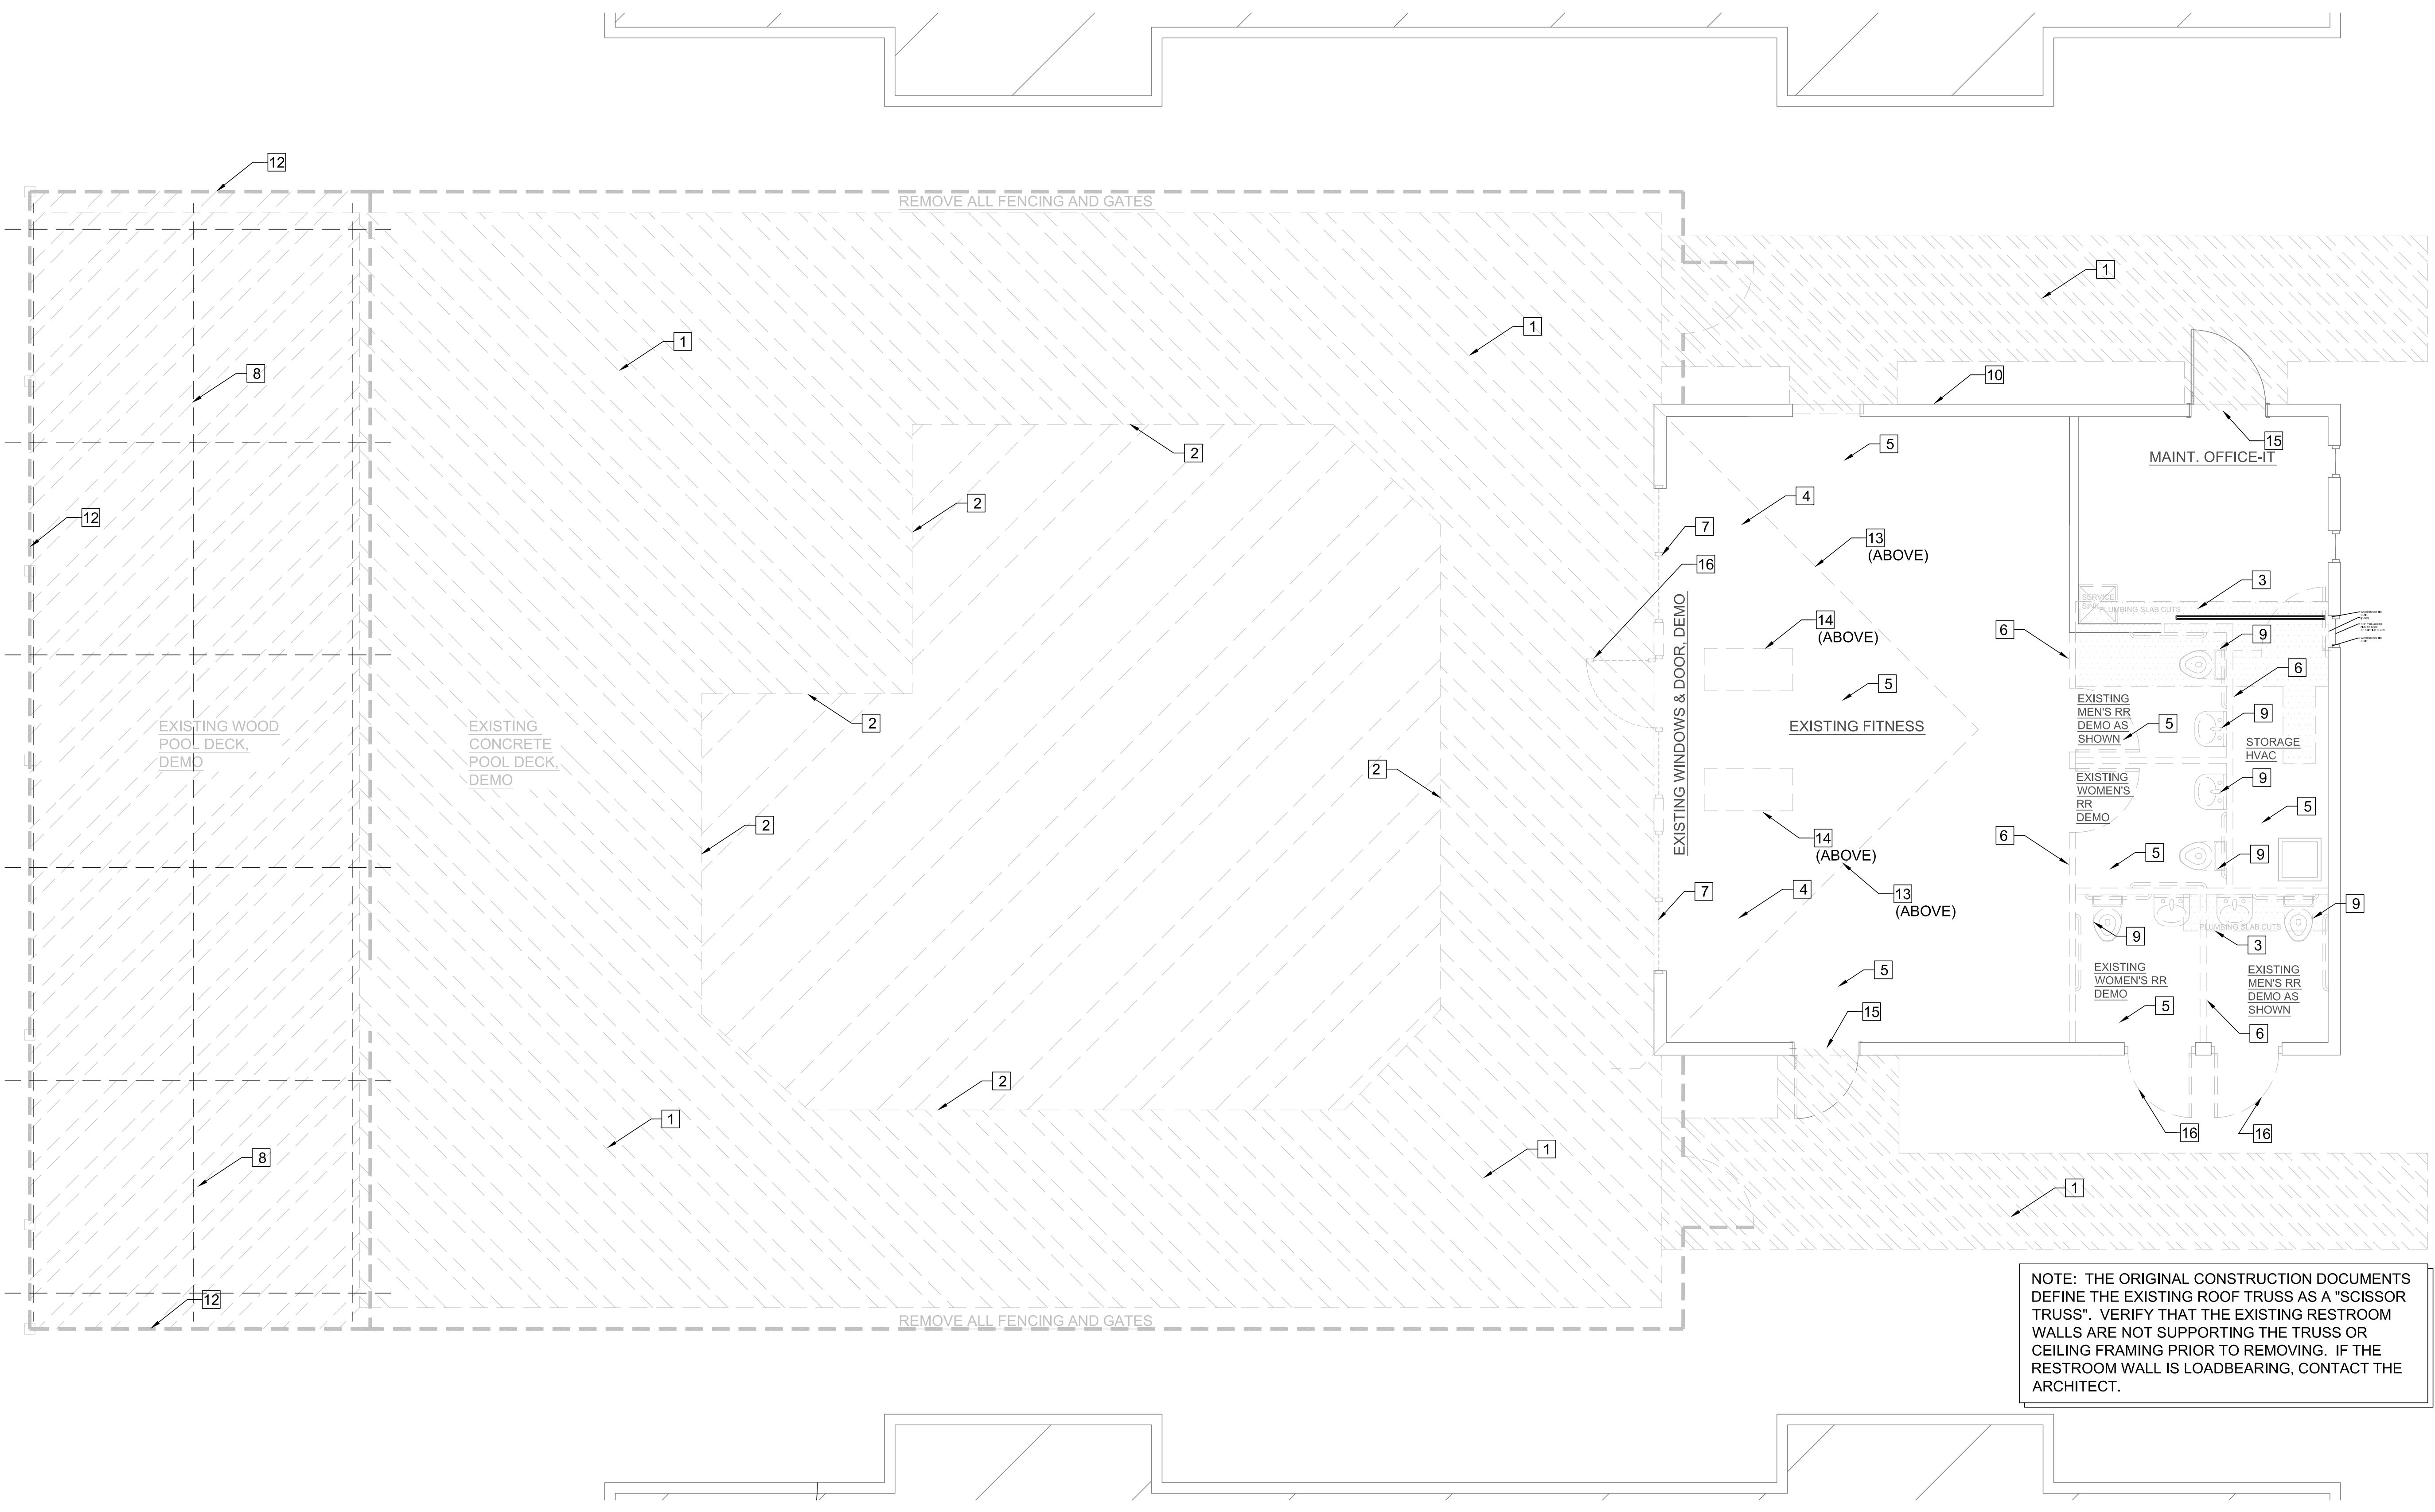 12
REMOVE ALL FENCING AND GATES
1
1
1
8
10
15
5
MAINT. OFFICE-IT
2
2
4
12
7
13
(ABOVE)
16
3
SERVICE
SINK
PLUMBING SLAB CUTS
14
(ABOVE)
6
9
EXISTING WINDOWS & DOOR, DEMO
6
5
EXISTING
MEN'S RR
DEMO AS
SHOWN
5
9
EXISTING WOOD
POOL DECK,
DEMO
EXISTING
CONCRETE
POOL DECK,
DEMO
2
EXISTING FITNESS
STORAGE
HVAC
2
EXISTING
WOMEN'S
RR
DEMO
9
5
2
14
(ABOVE)
6
5
9
7
4
13
(ABOVE)
9
9
PLUMBING SLAB CUTS
3
5
EXISTING
WOMEN'S RR
DEMO
EXISTING
MEN'S RR
DEMO AS
SHOWN
5
15
6
2
1
16
16
1
8
1
12
REMOVE ALL FENCING AND GATES
NOTE: THE ORIGINAL CONSTRUCTION DOCUMENTS
DEFINE THE EXISTING ROOF TRUSS AS A "SCISSOR
TRUSS". VERIFY THAT THE EXISTING RESTROOM
WALLS ARE NOT SUPPORTING THE TRUSS OR
CEILING FRAMING PRIOR TO REMOVING. IF THE
RESTROOM WALL IS LOADBEARING, CONTACT THE
ARCHITECT.